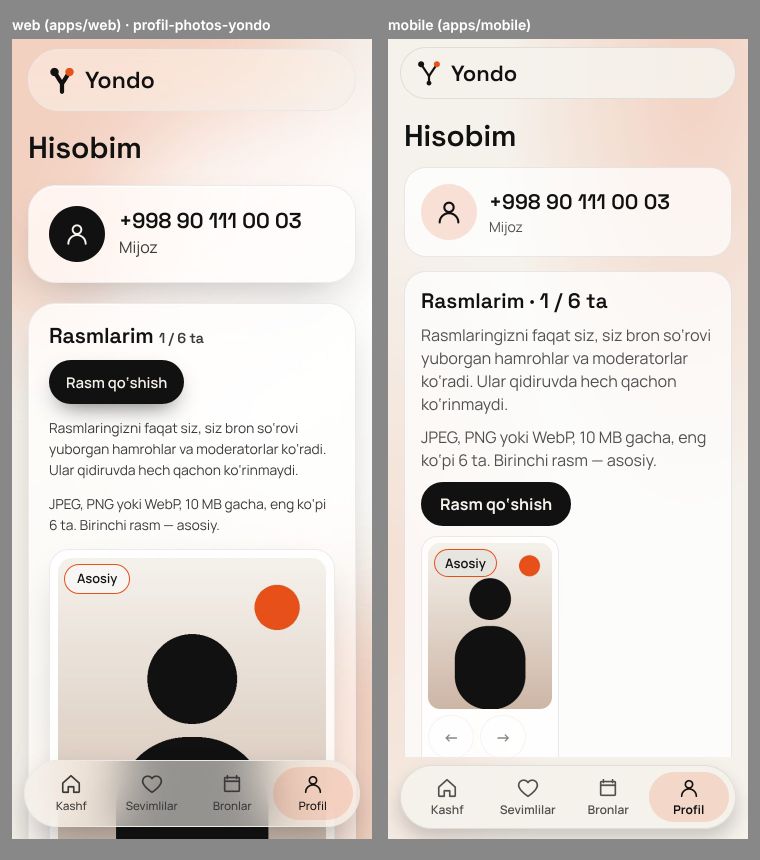 web (apps/web) · profil-photos-yondo
Yondo
Hisobim
+998 90 111 00 03
Mijoz
Rasmlarim 1 / 6 ta
Rasm qo‘shish
Rasmlaringizni faqat siz, siz bron so‘rovi
yuborgan hamrohlar va moderatorlar ko‘radi.
Ular qidiruvda hech qachon ko‘rinmaydi.
JPEG, PNG yoki WebP, 10 MB gacha, eng ko‘pi
6 ta. Birinchi rasm — asosiy.
Asosiy
Kashf
Sevimlilar
Bronlar
Profil
mobile (apps/mobile)
Yondo
Hisobim
+998 90 111 00 03
Mijoz
Rasmlarim · 1 / 6 ta
Rasmlaringizni faqat siz, siz bron so‘rovi
yuborgan hamrohlar va moderatorlar
ko‘radi. Ular qidiruvda hech qachon
ko‘rinmaydi.
JPEG, PNG yoki WebP, 10 MB gacha, eng
ko‘pi 6 ta. Birinchi rasm — asosiy.
Rasm qo‘shish
Asosiy
← →
Kashf
Sevimlilar
Bronlar
Profil